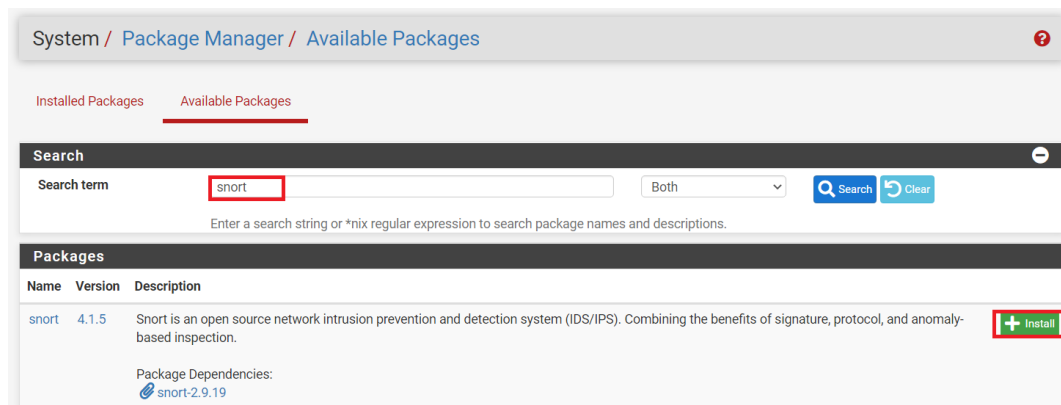 System / Package Manager / Available Packages
Installed Packages Available Packages
Search
Search term snort Both Search Clear
Enter a search string or *nix regular expression to search package names and descriptions.
Packages
Name Version Description
snort 4.1.5 Snort is an open source network intrusion prevention and detection system (IDS/IPS). Combining the benefits of signature, protocol, and anomaly- Install
based inspection.
Package Dependencies:
snort-2.9.19